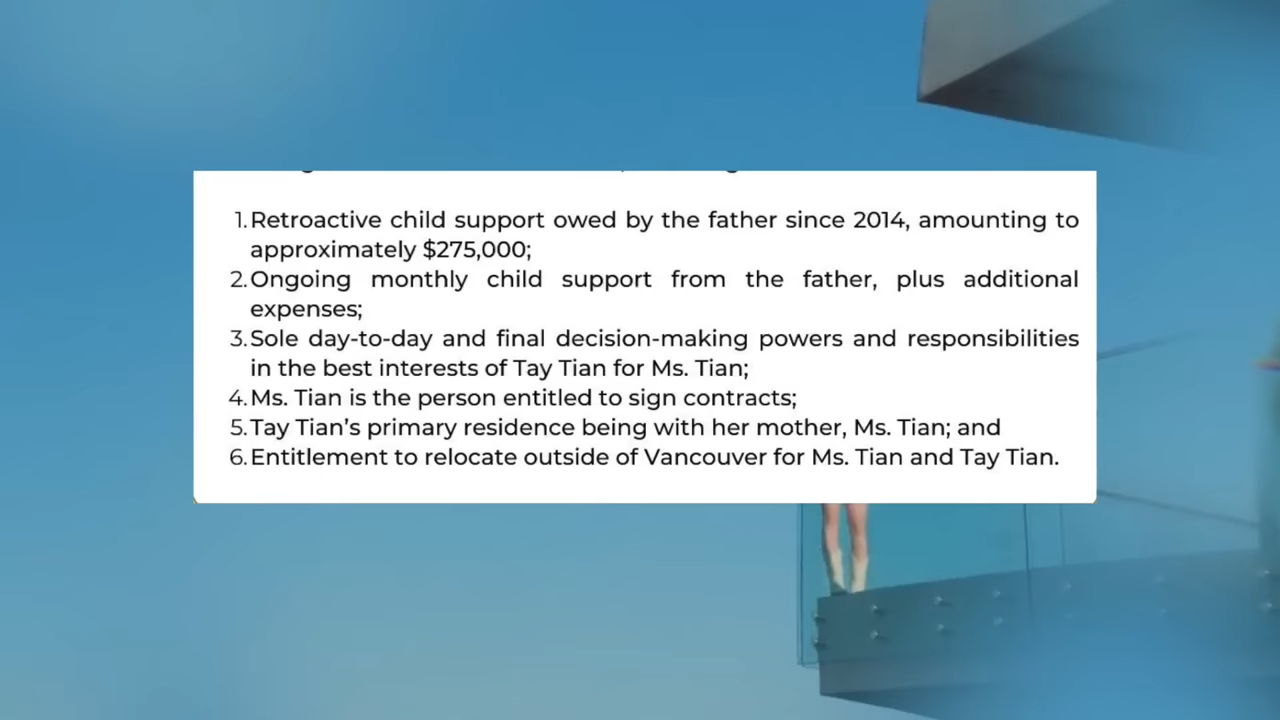 1. Retroactive child support owed by the father since 2014, amounting to
approximately $275,000;
2. Ongoing monthly child support from the father, plus additional
expenses;
3. Sole day-to-day and final decision-making powers and responsibilities
in the best interests of Tay Tian for Ms. Tian;
4. Ms. Tian is the person entitled to sign contracts;
5. Tay Tian’s primary residence being with her mother, Ms. Tian; and
6. Entitlement to relocate outside of Vancouver for Ms. Tian and Tay Tian.